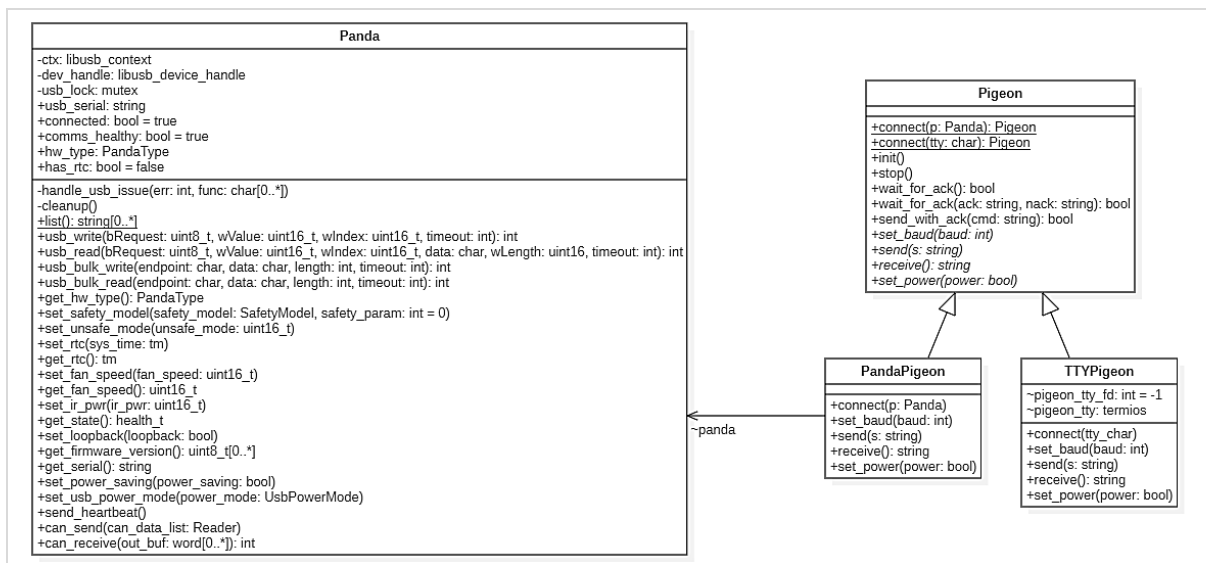 Panda
-ctx: libusb_context
-dev_handle: libusb_device_handle
-usb_lock: mutex
+usb_serial: string
+connected: bool = true
+comms_healthy: bool = true
+hw_type: PandaType
+has_rtc: bool = false
-handle_usb_issue(err: int, func: char[0..*])
-cleanup()
+list(): string[0..*]
+usb_write(bRequest: uint8_t, wValue: uint16_t, wIndex: uint16_t, timeout: int): int
+usb_read(bRequest: uint8_t, wValue: uint16_t, wIndex: uint16_t, data: char, wLength: uint16, timeout: int): int
+usb_bulk_write(endpoint: char, data: char, length: int, timeout: int): int
+usb_bulk_read(endpoint: char, data: char, length: int, timeout: int): int
+get_hw_type(): PandaType
+set_safety_model(safety_model: SafetyModel, safety_param: int = 0)
+set_unsafe_mode(unsafe_mode: uint16_t)
+set_rtc(sys_time: tm)
+get_rtc(): tm
+set_fan_speed(fan_speed: uint16_t)
+get_fan_speed(): uint16_t
+set_ir_pwr(ir_pwr: uint16_t)
+get_state(): health_t
+set_loopback(loopback: bool)
+get_firmware_version(): uint8_t[0..*]
+get_serial(): string
+set_power_saving(power_saving: bool)
+set_usb_power_mode(power_mode: UsbPowerMode)
+send_heartbeat()
+can_send(can_data_list: Reader)
+can_receive(out_buf: word[0..*]): int
~panda
Pigeon
+connect(p: Panda): Pigeon
+connect(tty: char): Pigeon
+init()
+stop()
+wait_for_ack(): bool
+wait_for_ack(ack: string, nack: string): bool
+send_with_ack(cmd: string): bool
+set_baud(baud: int)
+send(s: string)
+receive(): string
+set_power(power: bool)
PandaPigeon
+connect(p: Panda)
+set_baud(baud: int)
+send(s: string)
+receive(): string
+set_power(power: bool)
TTYPigeon
~pigeon_tty_fd: int = -1
~pigeon_tty: termios
+connect(tty_char)
+set_baud(baud: int)
+send(s: string)
+receive(): string
+set_power(power: bool)